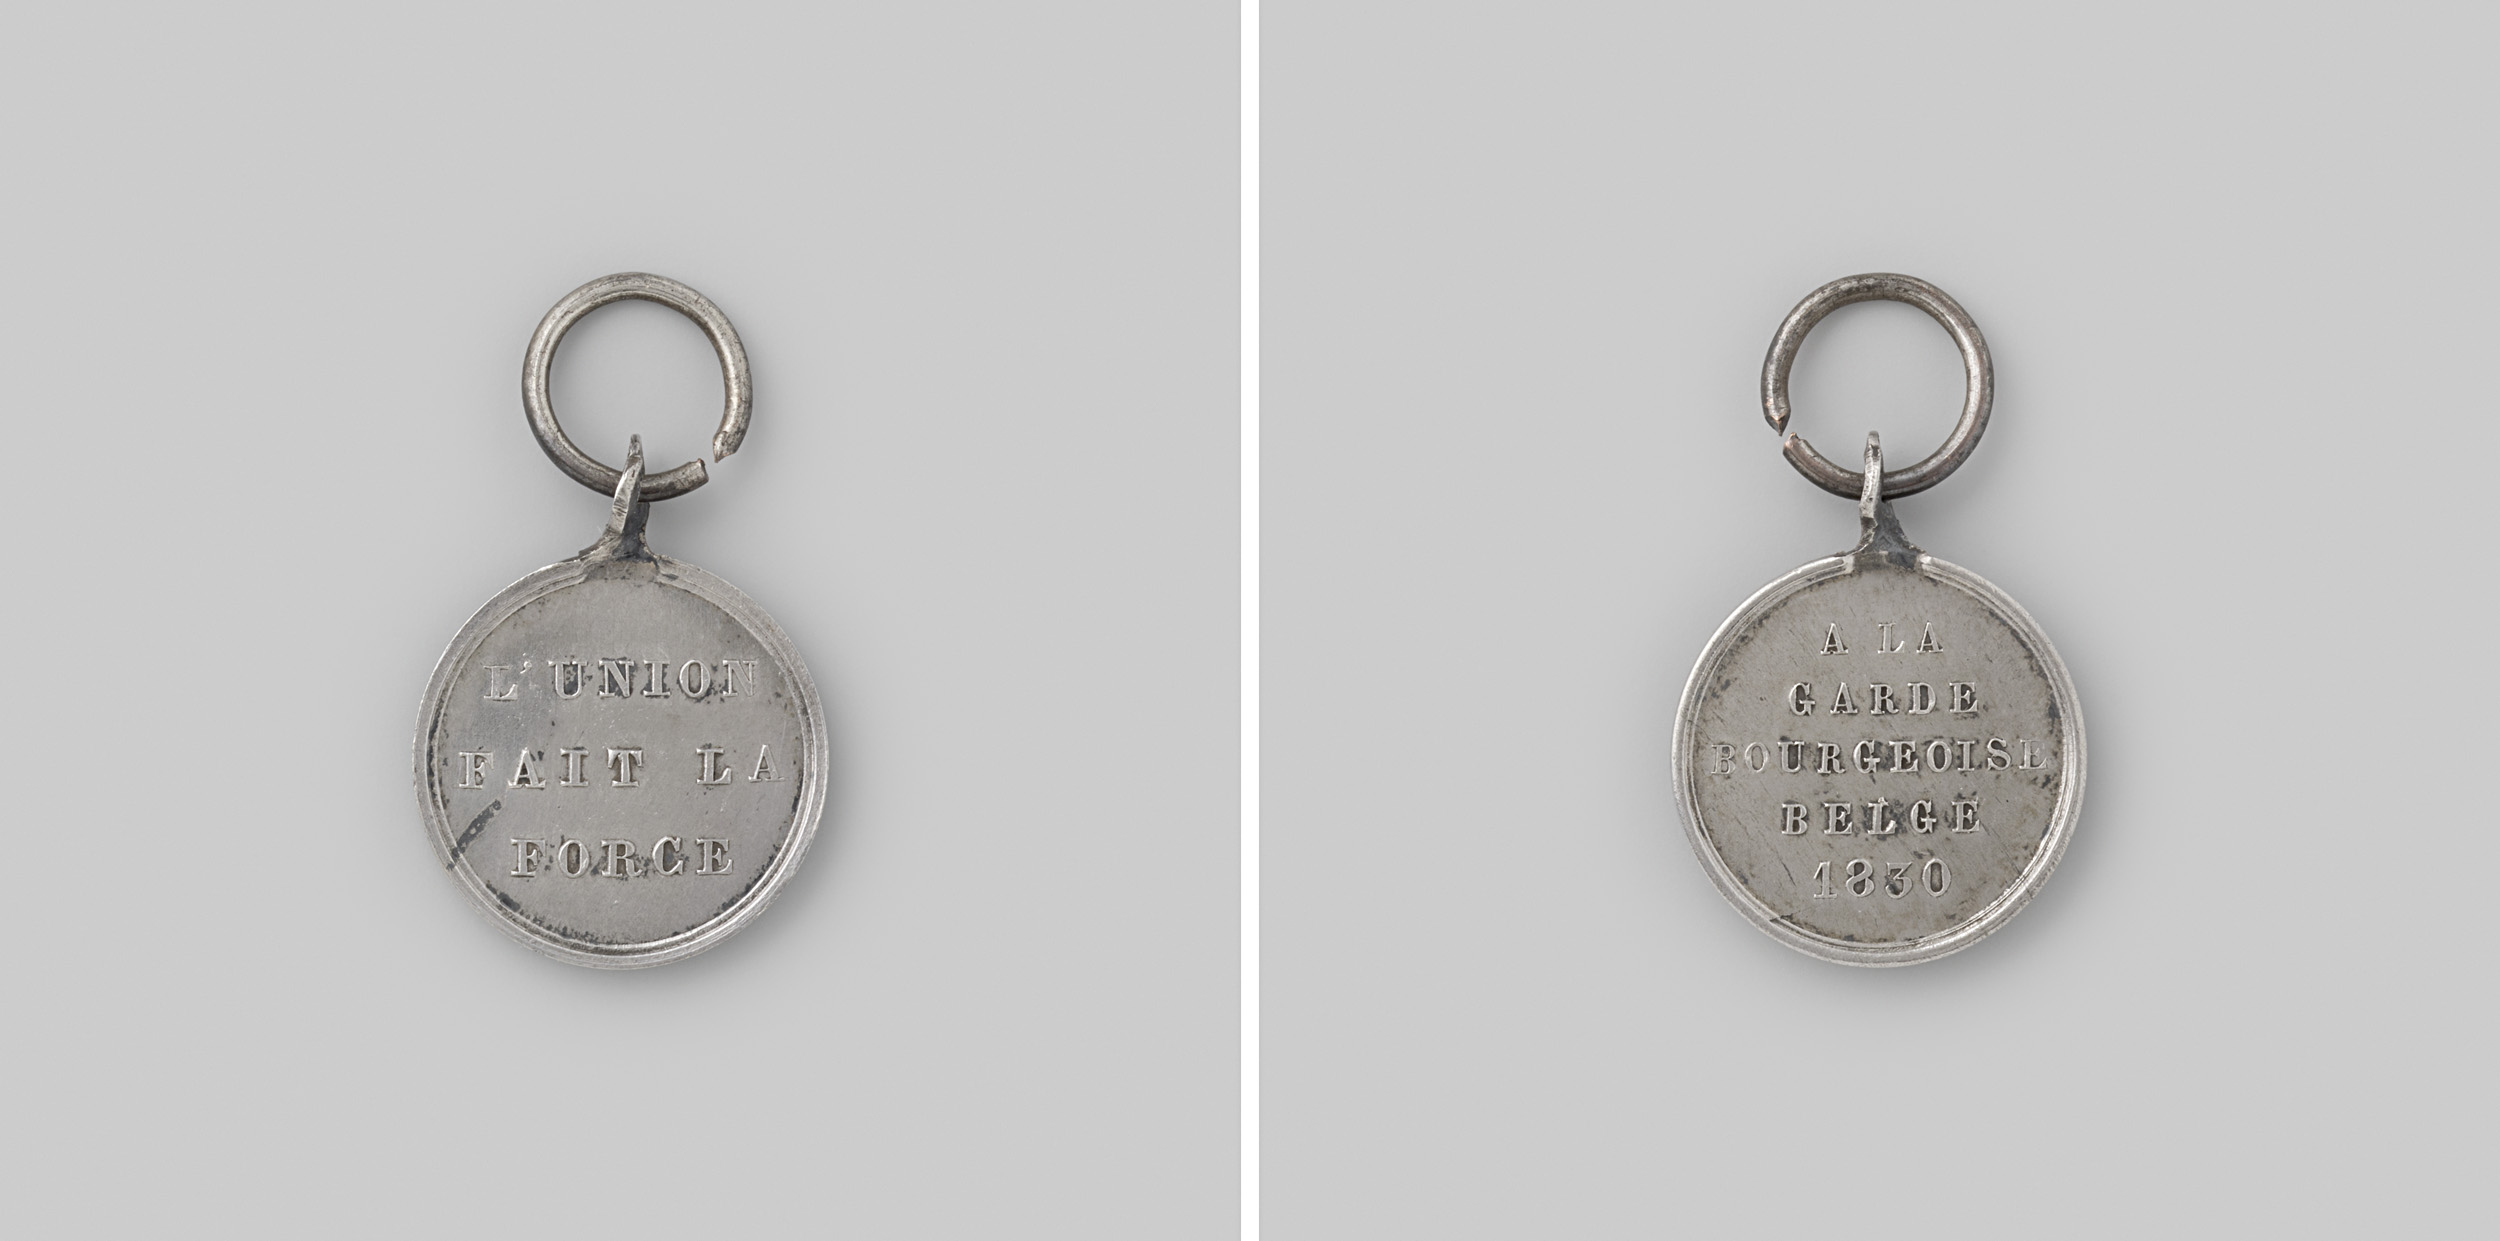 L'UNION
FAIT LA
FORCE
A LA
GARDE
BOURGEOISE
BELGE
1830